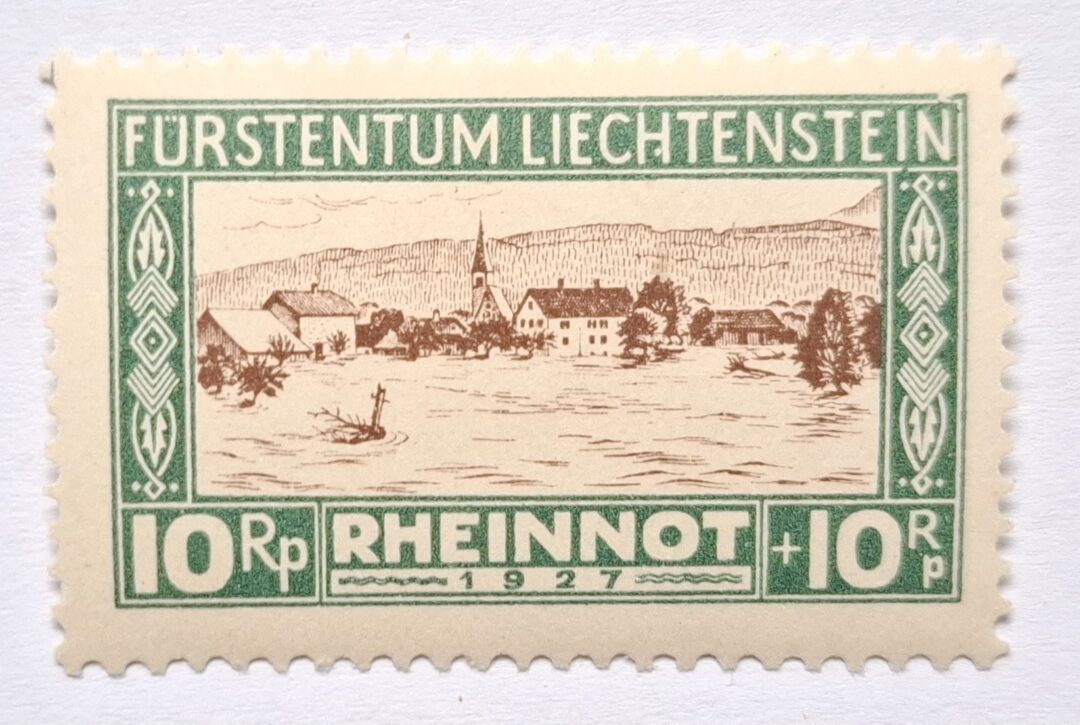 FÜRSTENTUM LIECHTENSTEIN
10 Rp RHEINNOT +10 Rp
1927